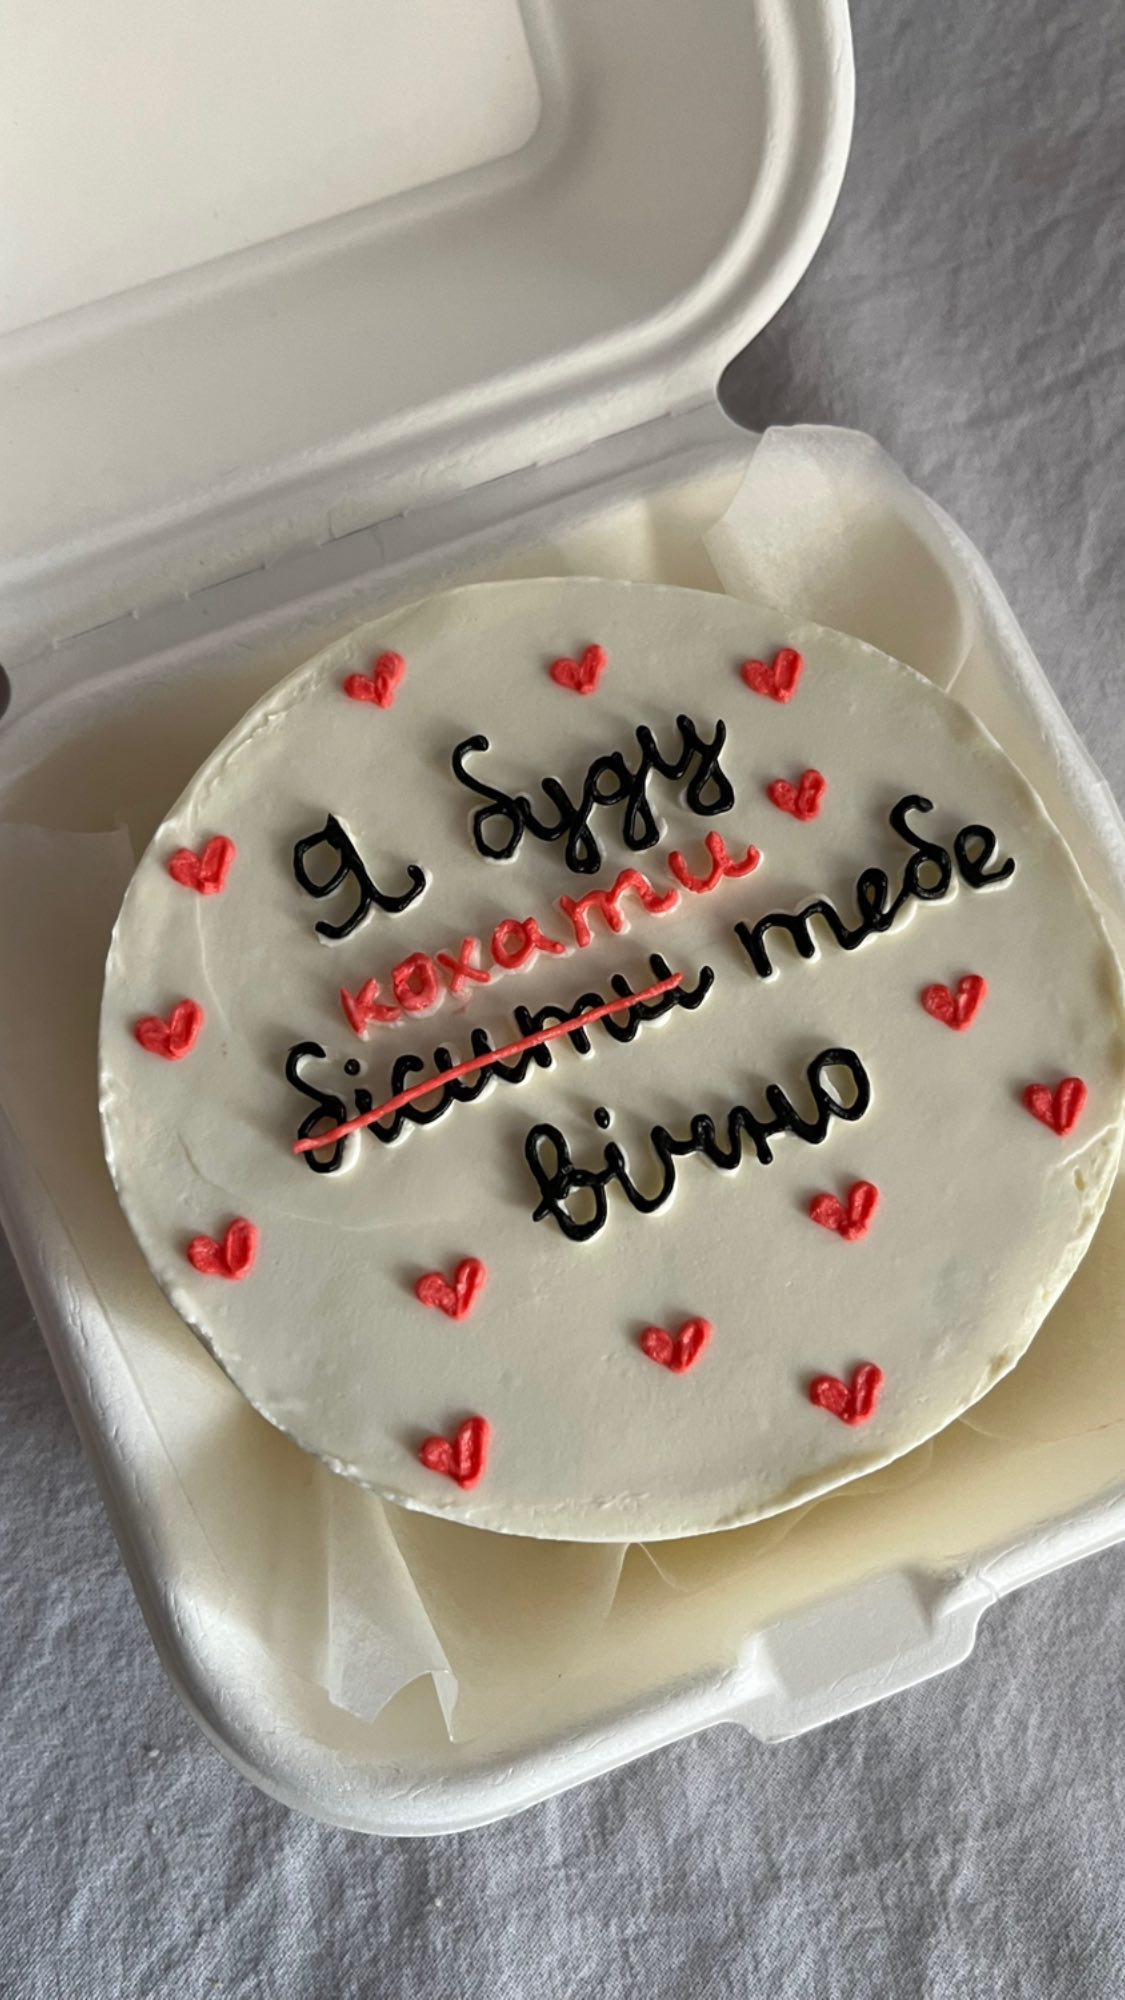 Я буду
кохати
бісити тебе
вічно